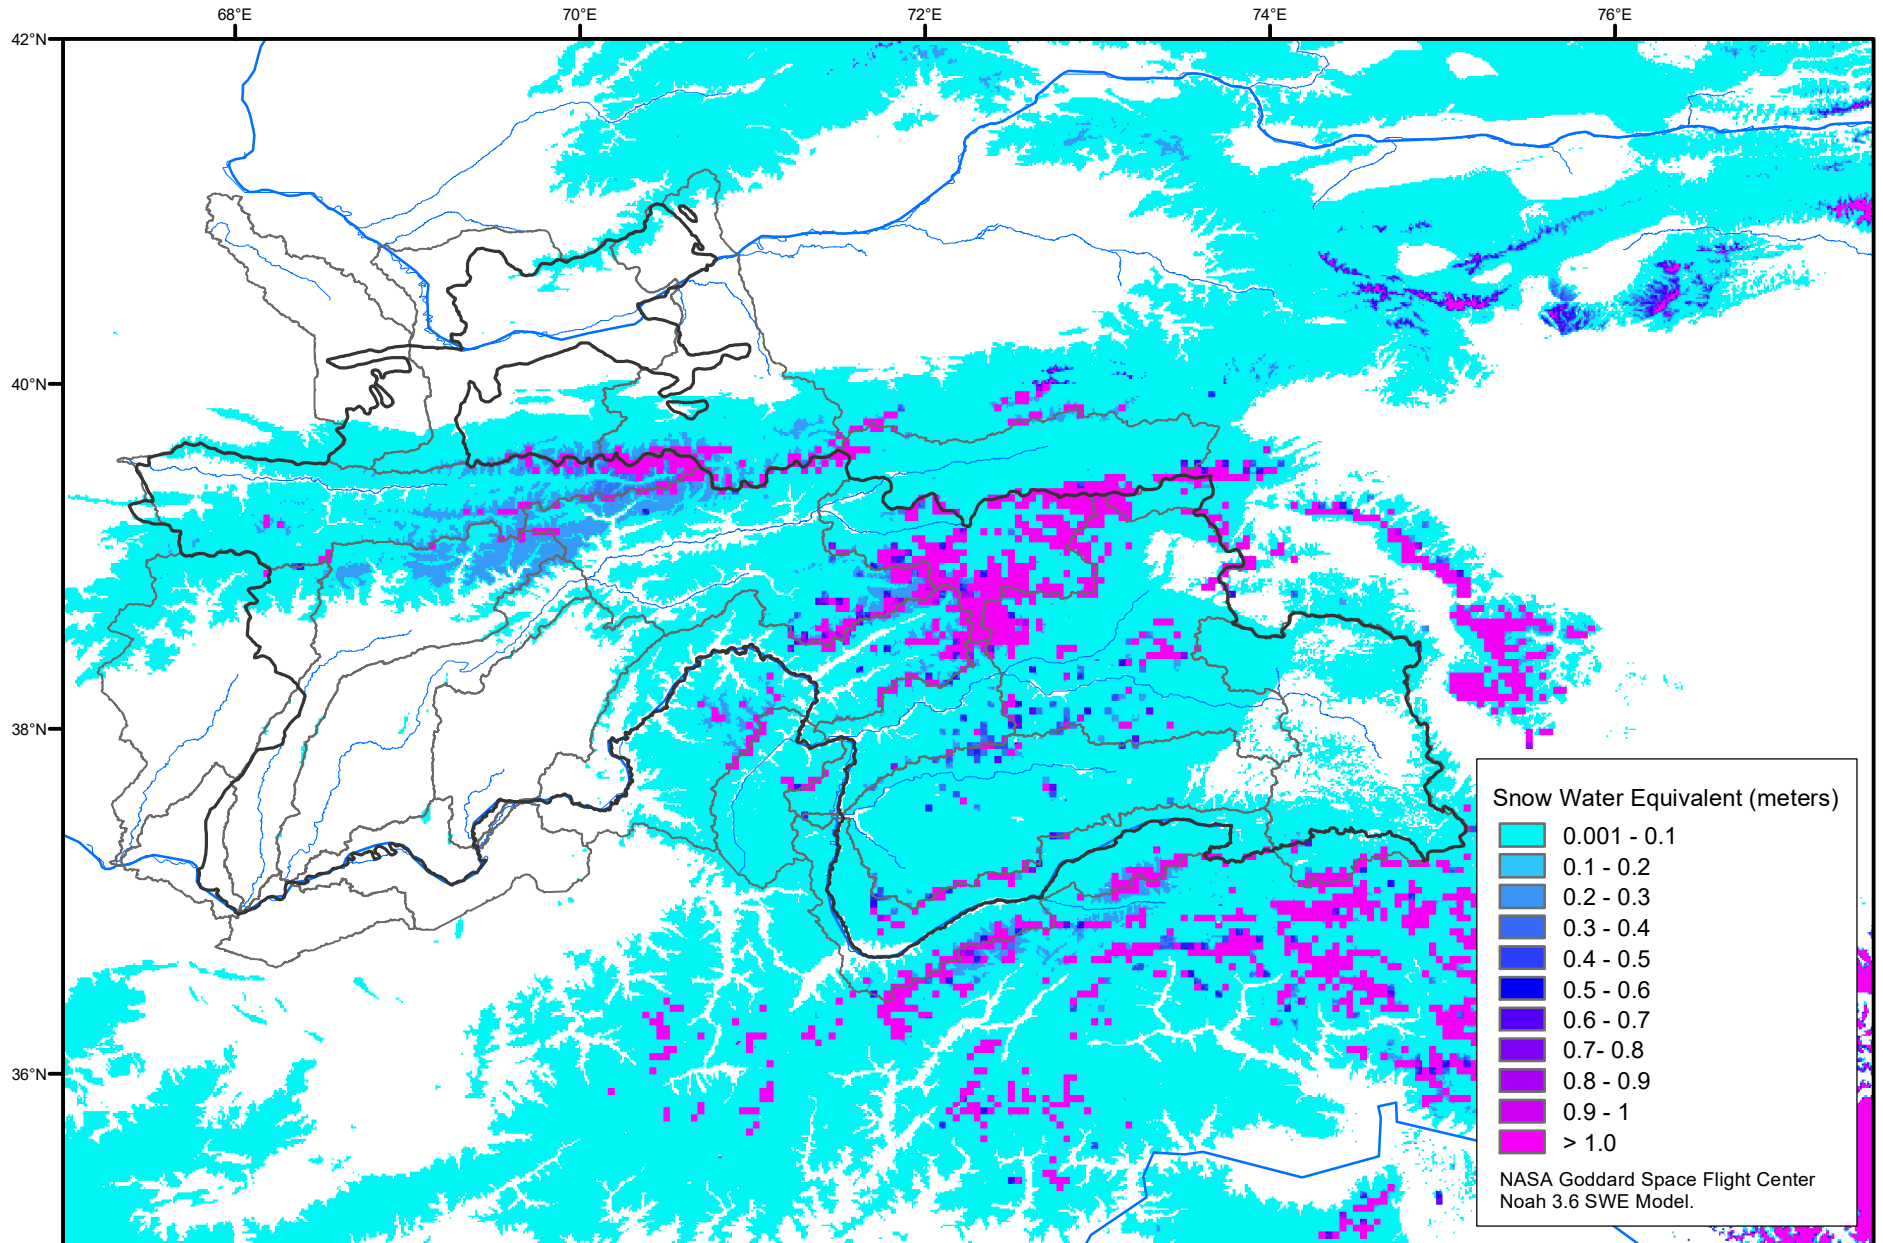 68°E 70°E 72°E 74°E 76°E
42°N
40°N
38°N
36°N
Snow Water Equivalent (meters)
0.001 - 0.1
0.1 - 0.2
0.2 - 0.3
0.3 - 0.4
0.4 - 0.5
0.5 - 0.6
0.6 - 0.7
0.7- 0.8
0.8 - 0.9
0.9 - 1
> 1.0
NASA Goddard Space Flight Center
Noah 3.6 SWE Model.